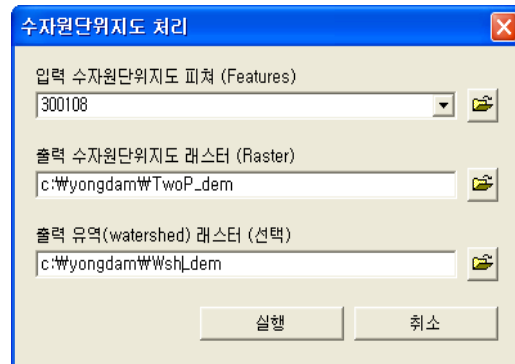 수자원단위지도 처리
입력 수자원단위지도 피쳐 (Features)
300108
출력 수자원단위지도 래스터 (Raster)
c:₩yongdam₩TwoP_dem
출력 유역(watershed) 래스터 (선택)
c:₩yongdam₩Wsh_dem
실행 취소